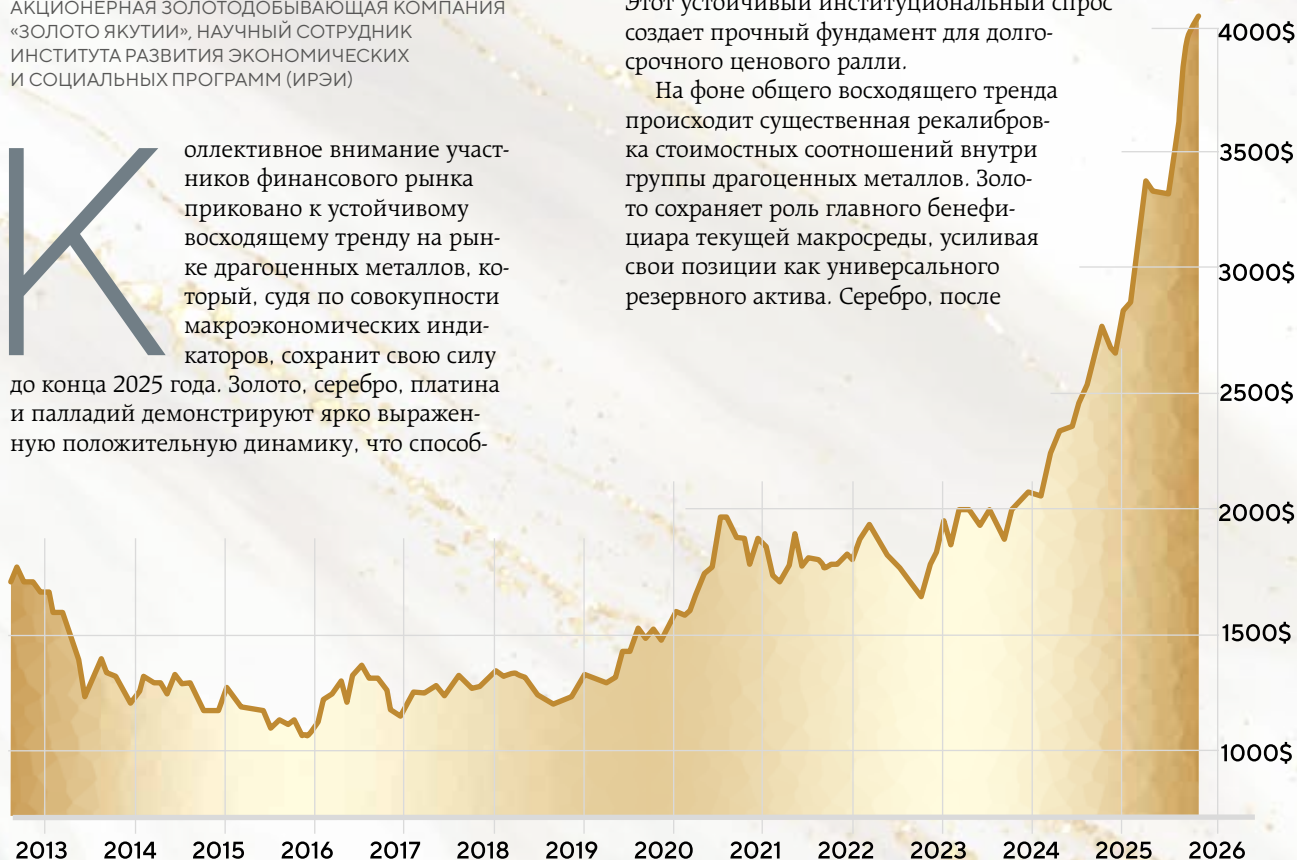 АКЦИОНЕРНАЯ ЗОЛОТОДОБЫВАЮЩАЯ КОМПАНИЯ
«ЗОЛОТО ЯКУТИИ», НАУЧНЫЙ СОТРУДНИК
ИНСТИТУТА РАЗВИТИЯ ЭКОНОМИЧЕСКИХ
И СОЦИАЛЬНЫХ ПРОГРАММ (ИРЭИ)
Коллективное внимание участ-
ников финансового рынка
приковано к устойчивому
восходящему тренду на рын-
ке драгоценных металлов, ко-
торый, судя по совокупности
макроэкономических инди-
каторов, сохранит свою силу
до конца 2025 года. Золото, серебро, платина
и палладий демонстрируют ярко выражен-
ную положительную динамику, что способ-
Этот устойчивый институциональный спрос
создает прочный фундамент для долго-
срочного ценового ралли.
На фоне общего восходящего тренда
происходит существенная рекалибров-
ка стоимостных соотношений внутри
группы драгоценных металлов. Золо-
то сохраняет роль главного бенефи-
циара текущей макросреды, усиливая
свои позиции как универсального
резервного актива. Серебро, после
4000$
3500$
3000$
2500$
2000$
1500$
1000$
2013 2014 2015 2016 2017 2018 2019 2020 2021 2022 2023 2024 2025 2026